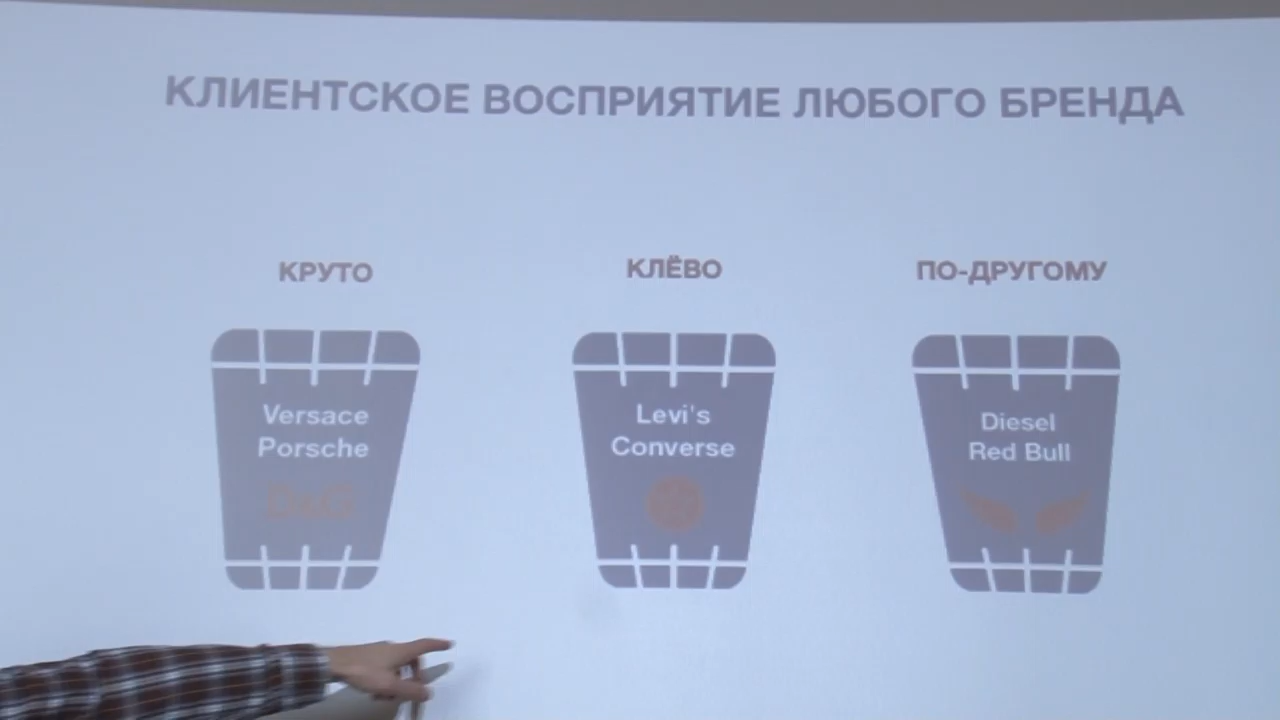 КЛИЕНТСКОЕ ВОСПРИЯТИЕ ЛЮБОГО БРЕНДА
КРУТО
Versace
Porsche
D&G
КЛЁВО
Levi's
Converse
ПО-ДРУГОМУ
Diesel
Red Bull